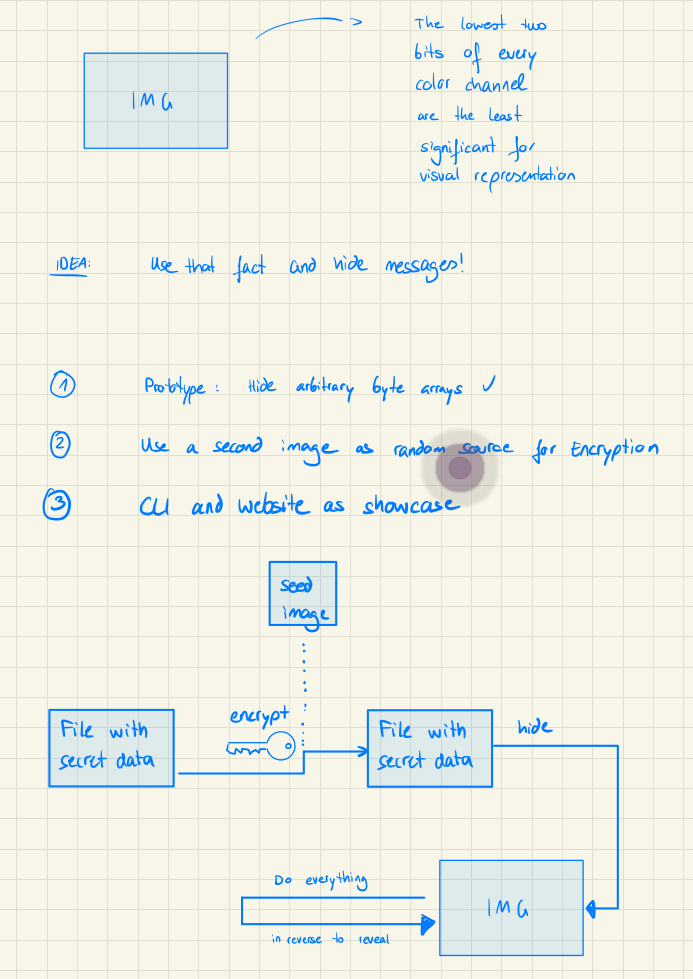 IMG
The lowest two
bits of every
color channel
are the least
significant for
visual representation
IDEA: Use that fact and hide messages!
1 Prototype: Hide arbitrary byte arrays ✓
2 Use a second image as random source for Encryption
3 CLI and website as showcase
seed
image
encrypt
File with
secret data
File with
secret data
hide
Do everything
in reverse to reveal
IMG